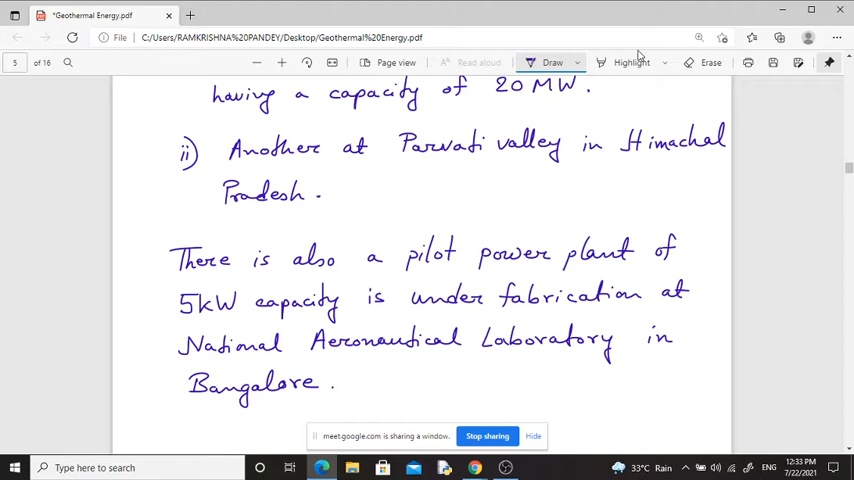 *Geothermal Energy.pdf
File
C:/Users/RAMKRISHNA%20PANDEY/Desktop/Geothermal%20Energy.pdf
5 of 16
Page view
Read aloud
Draw
Highlight
Erase
having a capacity of 20 MW.
ii) Another at Parvati valley in Himachal
Pradesh.
There is also a pilot power plant of
5kW capacity is under fabrication at
National Aeronautical Laboratory in
Bangalore.
meet.google.com is sharing a window.
Stop sharing
Hide
Type here to search
33°C Rain
ENG
12:33 PM
7/22/2021